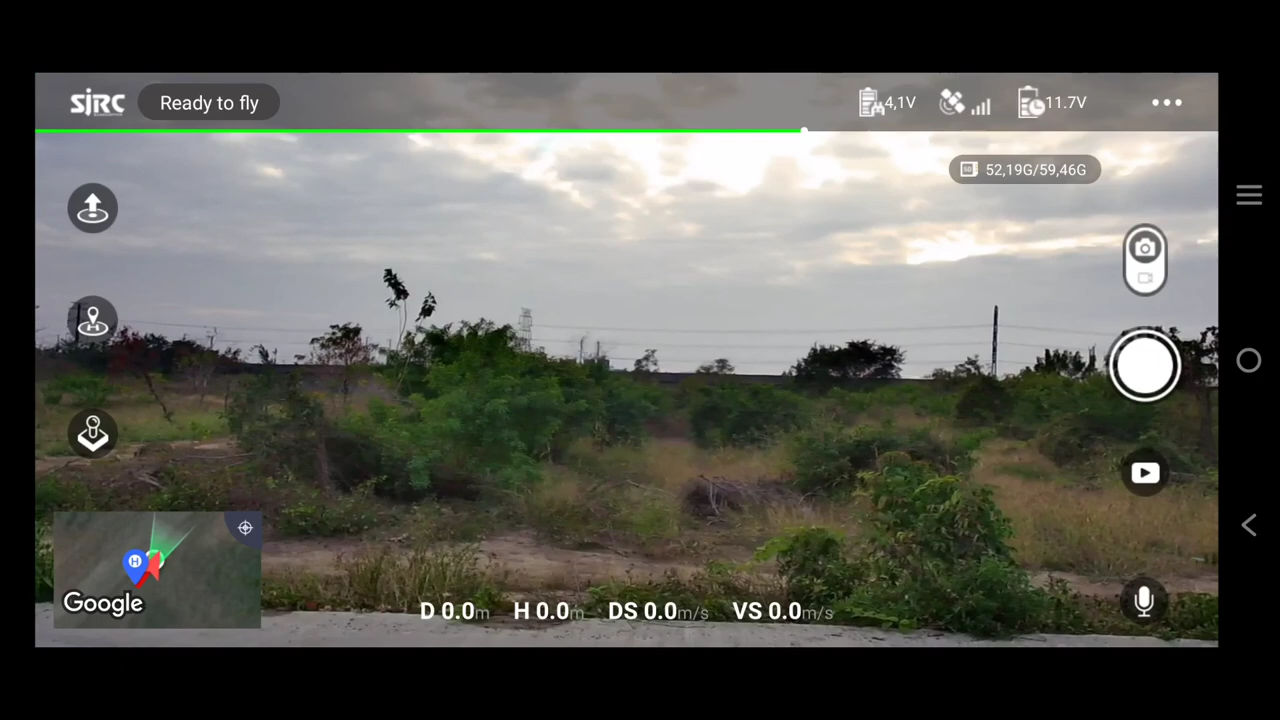 SJRC
Ready to fly
4,1V
11.7V
52,19G/59,46G
H
Google
D 0.0m H 0.0m DS 0.0m/s VS 0.0m/s